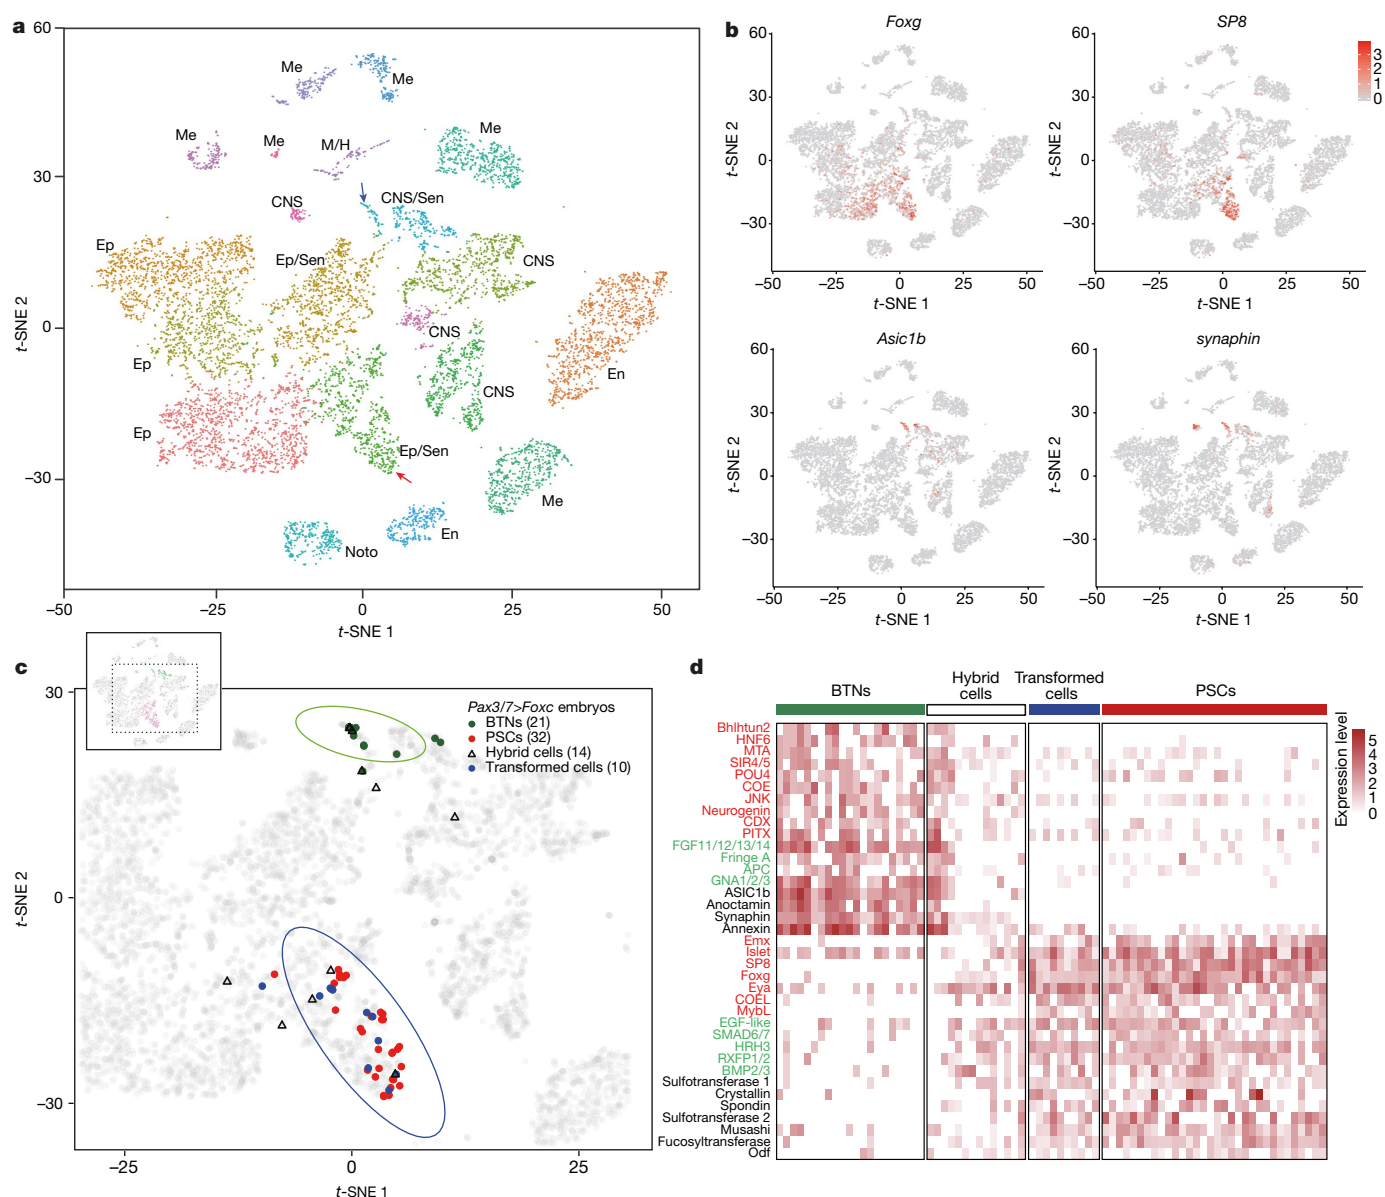 a
60
30
0
−30
−50
−25
0
25
50
t-SNE 1
t-SNE 2
Me
Me
Me
Me
M/H
Me
CNS
CNS/Sen
Ep
Ep/Sen
CNS
CNS
Ep
En
CNS
Ep
Ep/Sen
Me
En
Noto
b
Foxg
60
30
0
−30
−50
−25
0
25
50
t-SNE 1
t-SNE 2
SP8
60
30
0
−30
−50
−25
0
25
50
t-SNE 1
t-SNE 2
3
2
1
0
Asic1b
60
30
0
−30
−50
−25
0
25
50
t-SNE 1
t-SNE 2
synaphin
60
30
0
−30
−50
−25
0
25
50
t-SNE 1
t-SNE 2
c
30
0
−30
−25
0
25
t-SNE 1
t-SNE 2
Pax3/7>Foxc embryos
BTNs (21)
PSCs (32)
Hybrid cells (14)
Transformed cells (10)
d
BTNs
Hybrid
cells
Transformed
cells
PSCs
Bhlhtun2
HNF6
MTA
SIR4/5
POU4
COE
JNK
Neurogenin
CDX
PITX
FGF11/12/13/14
Fringe A
APC
GNA1/2/3
ASIC1b
Anoctamin
Synaphin
Annexin
Emx
Islet
SP8
Foxg
Eya
COEL
MybL
EGF-like
SMAD6/7
HRH3
RXFP1/2
BMP2/3
Sulfotransferase 1
Crystallin
Spondin
Sulfotransferase 2
Musashi
Fucosyltransferase
Odf
Expression level
5
4
3
2
1
0